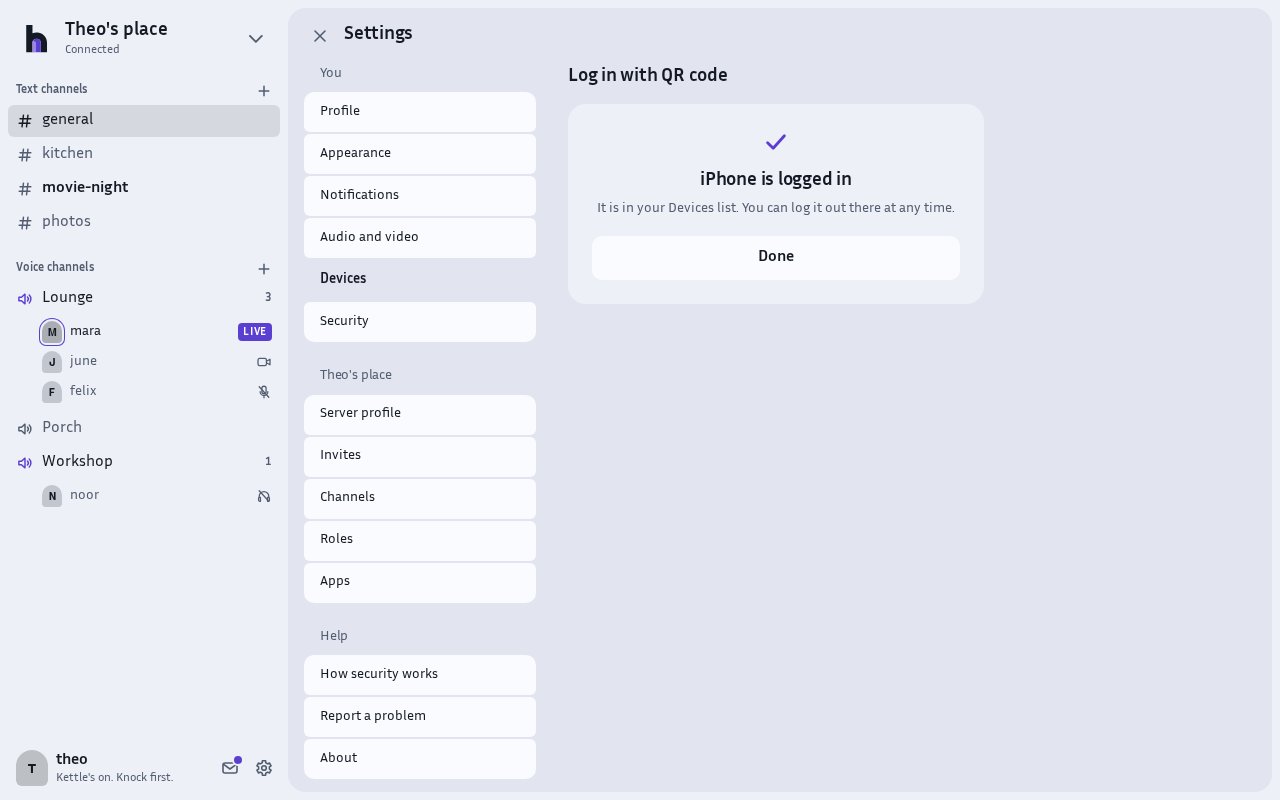 Theo's place
Connected
Text channels
general
kitchen
movie-night
photos
Voice channels
Lounge
3
M
mara
LIVE
J
june
F
felix
Porch
Workshop
1
N
noor
T
theo
Kettle's on. Knock first.
Settings
You
Profile
Appearance
Notifications
Audio and video
Devices
Security
Theo's place
Server profile
Invites
Channels
Roles
Apps
Help
How security works
Report a problem
About
Log in with QR code
iPhone is logged in
It is in your Devices list. You can log it out there at any time.
Done